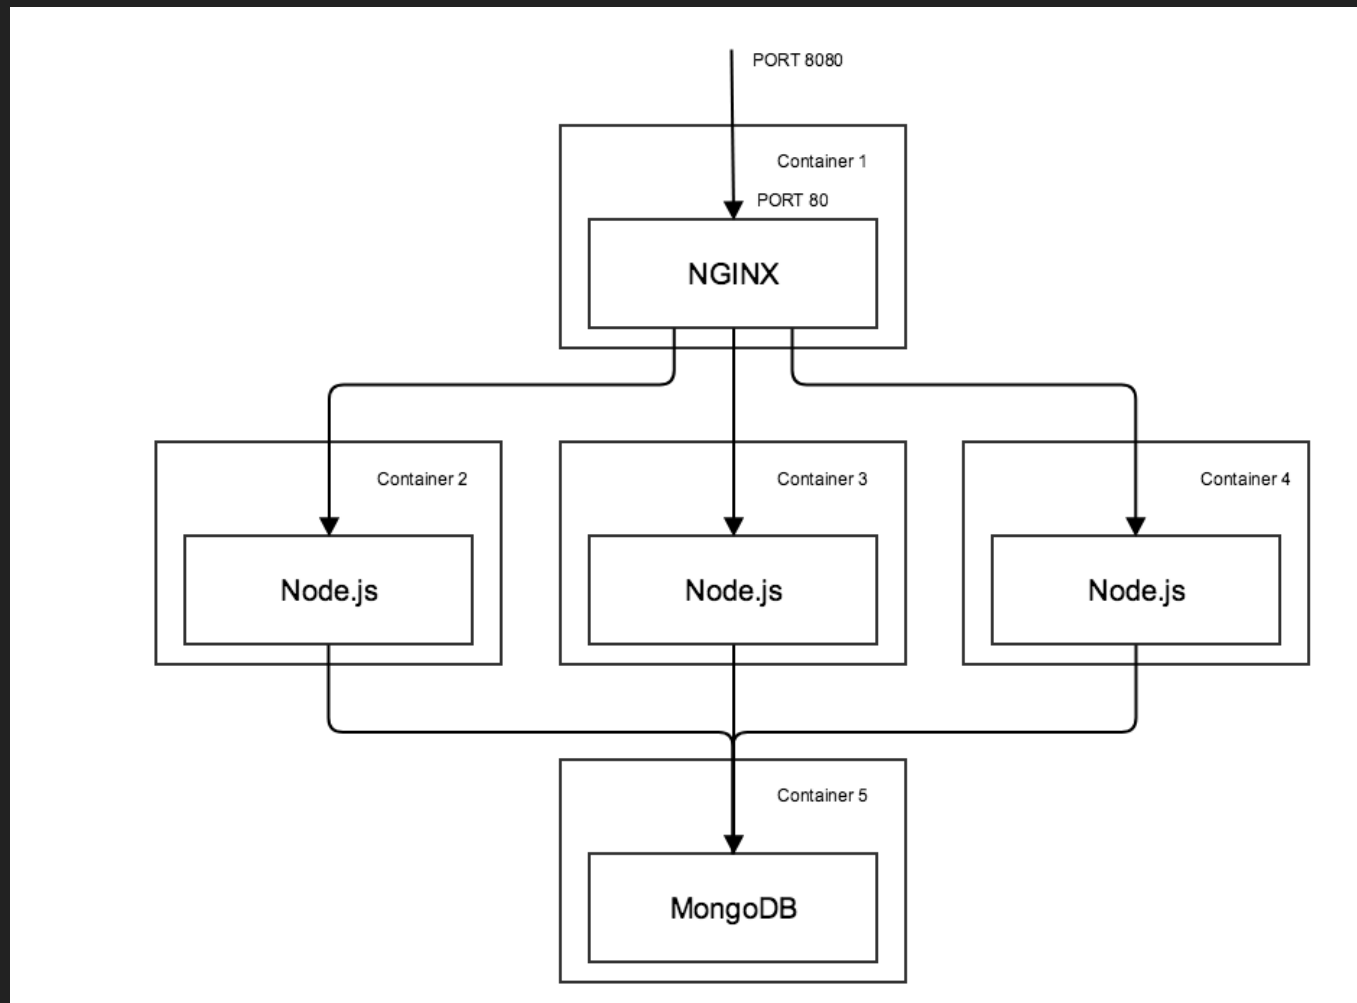 PORT 8080
Container 1
PORT 80
NGINX
Container 2
Container 3
Container 4
Node.js
Node.js
Node.js
Container 5
MongoDB